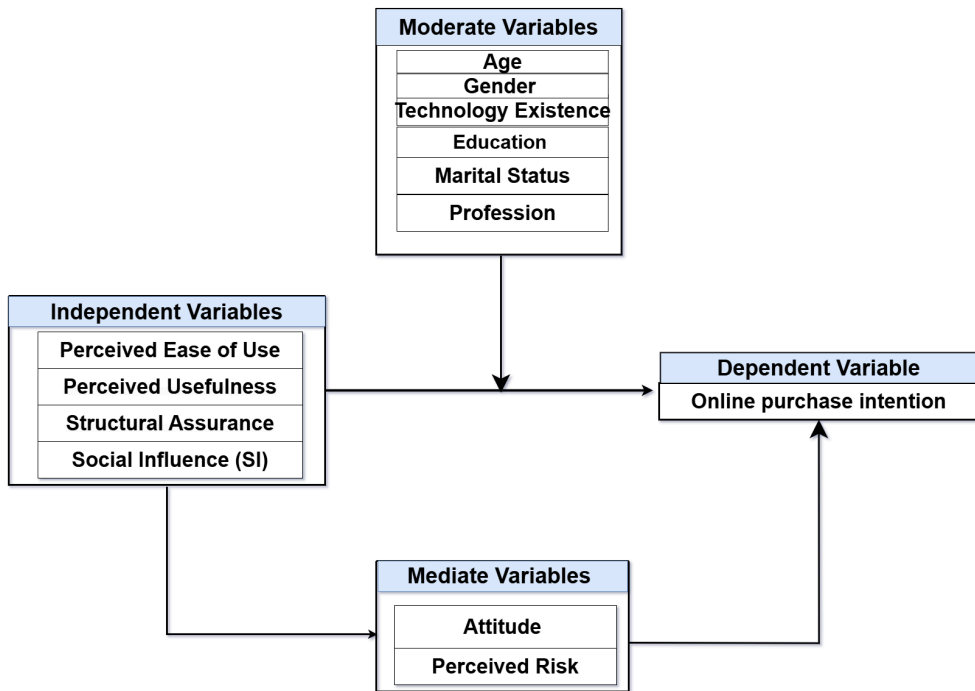 Moderate Variables
Age
Gender
Technology Existence
Education
Marital Status
Profession
Independent Variables
Perceived Ease of Use
Perceived Usefulness
Structural Assurance
Social Influence (SI)
Dependent Variable
Online purchase intention
Mediate Variables
Attitude
Perceived Risk